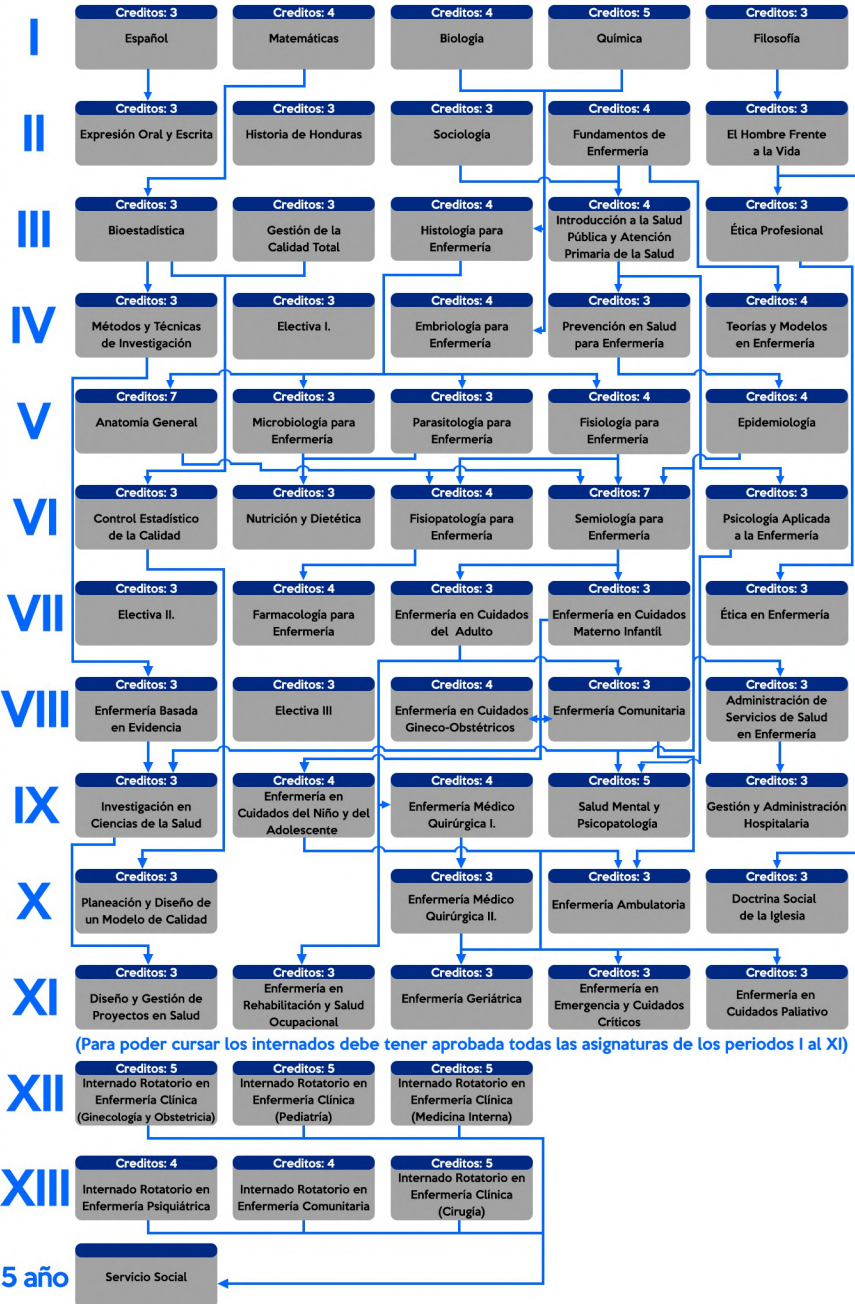 I
Creditos: 3
Español
Creditos: 4
Matemáticas
Creditos: 4
Biología
Creditos: 5
Química
Creditos: 3
Filosofía
II
Creditos: 3
Expresión Oral y Escrita
Creditos: 3
Historia de Honduras
Creditos: 3
Sociología
Creditos: 4
Fundamentos de
Enfermería
Creditos: 3
El Hombre Frente
a la Vida
III
Creditos: 3
Bioestadística
Creditos: 3
Gestión de la
Calidad Total
Creditos: 4
Histología para
Enfermería
Creditos: 4
Introducción a la Salud
Pública y Atención
Primaria de la Salud
Creditos: 3
Ética Profesional
IV
Creditos: 3
Métodos y Técnicas
de Investigación
Creditos: 3
Electiva I.
Creditos: 4
Embriología para
Enfermería
Creditos: 3
Prevención en Salud
para Enfermería
Creditos: 4
Teorías y Modelos
en Enfermería
V
Creditos: 7
Anatomía General
Creditos: 3
Microbiología para
Enfermería
Creditos: 3
Parasitología para
Enfermería
Creditos: 4
Fisiología para
Enfermería
Creditos: 4
Epidemiología
VI
Creditos: 3
Control Estadístico
de la Calidad
Creditos: 3
Nutrición y Dietética
Creditos: 4
Fisiopatología para
Enfermería
Creditos: 7
Semiología para
Enfermería
Creditos: 3
Psicología Aplicada
a la Enfermería
VII
Creditos: 3
Electiva II.
Creditos: 4
Farmacología para
Enfermería
Creditos: 3
Enfermería en Cuidados
del Adulto
Creditos: 3
Enfermería en Cuidados
Materno Infantil
Creditos: 3
Ética en Enfermería
VIII
Creditos: 3
Enfermería Basada
en Evidencia
Creditos: 3
Electiva III
Creditos: 4
Enfermería en Cuidados
Gineco-Obstétricos
Creditos: 3
Enfermería Comunitaria
Creditos: 3
Administración de
Servicios de Salud
en Enfermería
IX
Creditos: 3
Investigación en
Ciencias de la Salud
Creditos: 4
Enfermería en
Cuidados del Niño y del
Adolescente
Creditos: 4
Enfermería Médico
Quirúrgica I.
Creditos: 5
Salud Mental y
Psicopatología
Creditos: 3
Gestión y Administración
Hospitalaria
X
Creditos: 3
Planeación y Diseño de
un Modelo de Calidad
Creditos: 3
Enfermería Médico
Quirúrgica II.
Creditos: 3
Enfermería Ambulatoria
Creditos: 3
Doctrina Social
de la Iglesia
XI
Creditos: 3
Diseño y Gestión de
Proyectos en Salud
Creditos: 3
Enfermería en
Rehabilitación y Salud
Ocupacional
Creditos: 3
Enfermería Geriátrica
Creditos: 3
Enfermería en
Emergencia y Cuidados
Críticos
Creditos: 3
Enfermería en
Cuidados Paliativo
(Para poder cursar los internados debe tener aprobada todas las asignaturas de los periodos I al XI)
XII
Creditos: 5
Internado Rotatorio en
Enfermería Clínica
(Ginecología y Obstetricia)
Creditos: 5
Internado Rotatorio en
Enfermería Clínica
(Pediatría)
Creditos: 5
Internado Rotatorio en
Enfermería Clínica
(Medicina Interna)
XIII
Creditos: 4
Internado Rotatorio en
Enfermería Psiquiátrica
Creditos: 4
Internado Rotatorio en
Enfermería Comunitaria
Creditos: 5
Internado Rotatorio en
Enfermería Clínica
(Cirugía)
5 año
Servicio Social